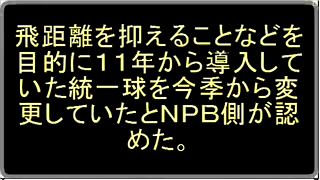 飛距離を抑えることなどを
目的に１１年から導入して
いた統一球を今季から変
更していたとＮＰＢ側が認
めた。